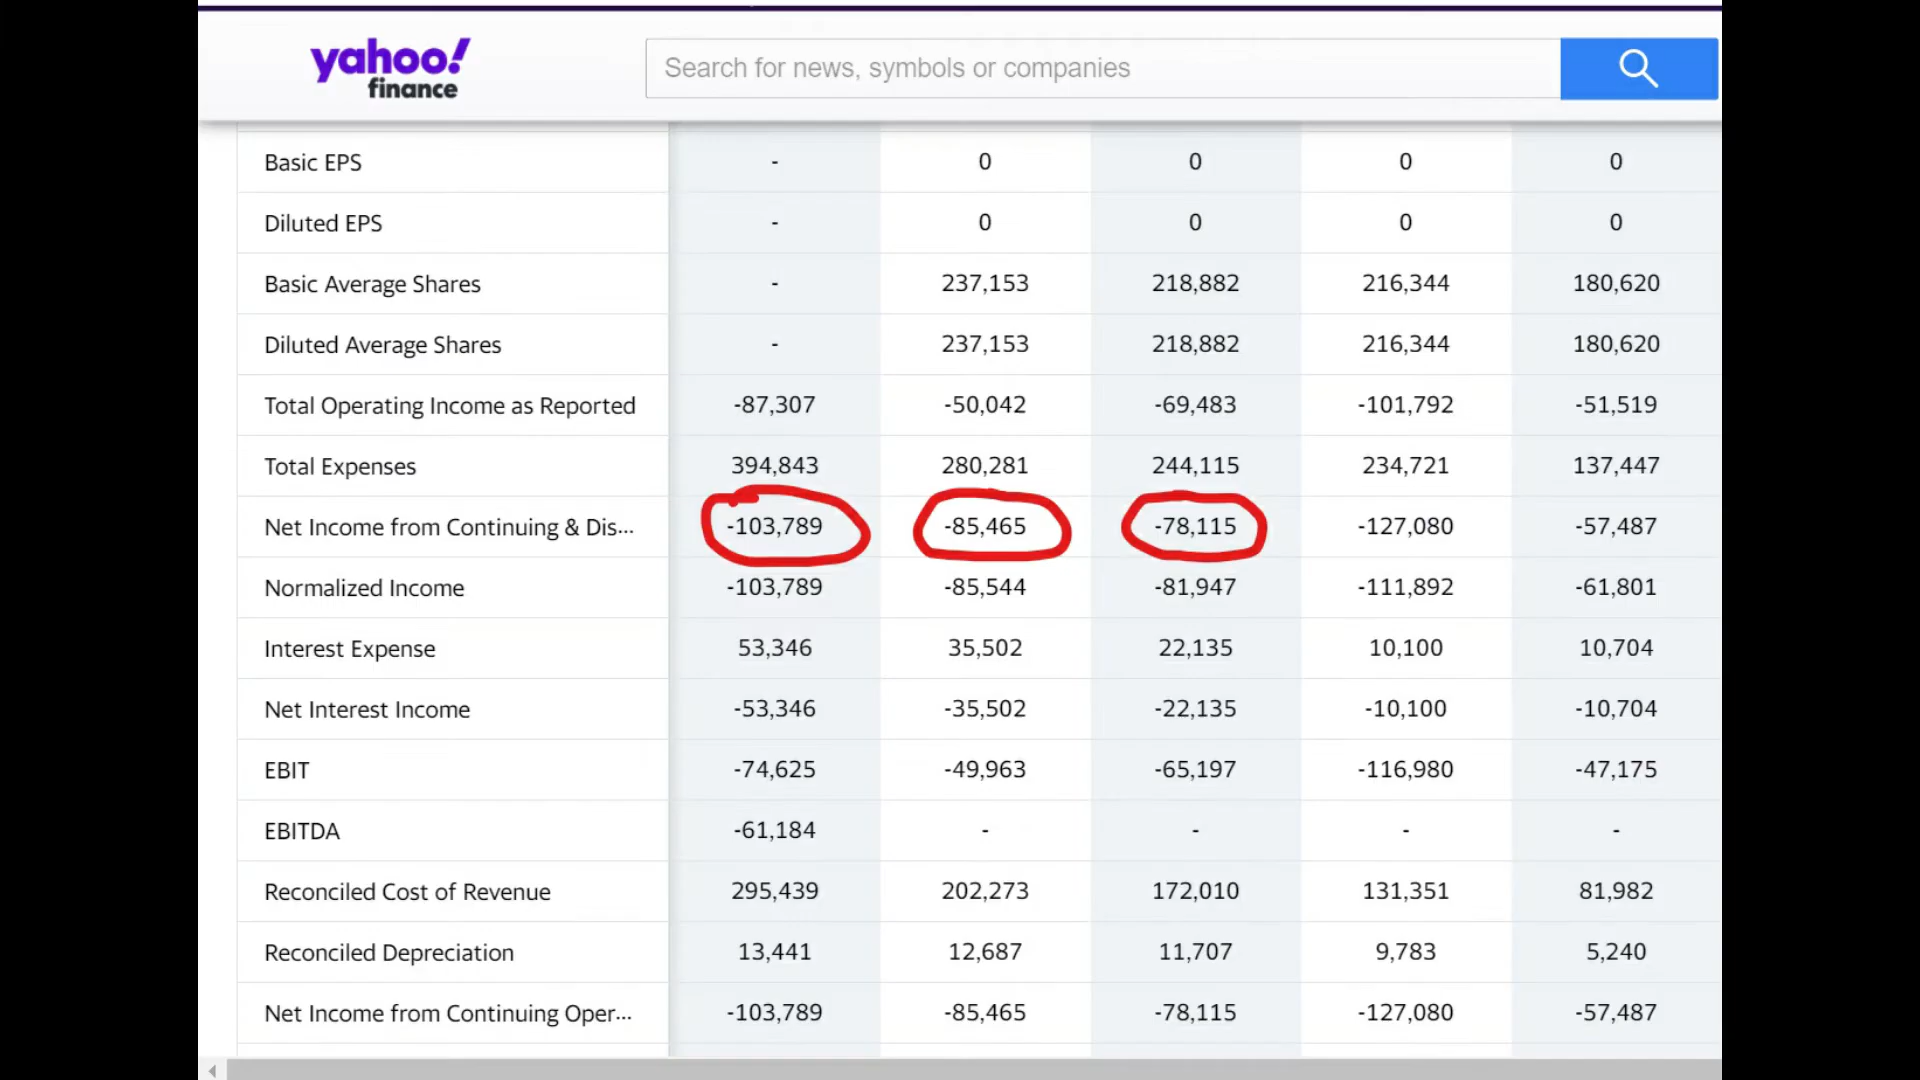 yahoo!
finance
Search for news, symbols or companies
Basic EPS - 0 0 0 0
Diluted EPS - 0 0 0 0
Basic Average Shares - 237,153 218,882 216,344 180,620
Diluted Average Shares - 237,153 218,882 216,344 180,620
Total Operating Income as Reported -87,307 -50,042 -69,483 -101,792 -51,519
Total Expenses 394,843 280,281 244,115 234,721 137,447
Net Income from Continuing & Dis... -103,789 -85,465 -78,115 -127,080 -57,487
Normalized Income -103,789 -85,544 -81,947 -111,892 -61,801
Interest Expense 53,346 35,502 22,135 10,100 10,704
Net Interest Income -53,346 -35,502 -22,135 -10,100 -10,704
EBIT -74,625 -49,963 -65,197 -116,980 -47,175
EBITDA -61,184 - - - -
Reconciled Cost of Revenue 295,439 202,273 172,010 131,351 81,982
Reconciled Depreciation 13,441 12,687 11,707 9,783 5,240
Net Income from Continuing Oper... -103,789 -85,465 -78,115 -127,080 -57,487